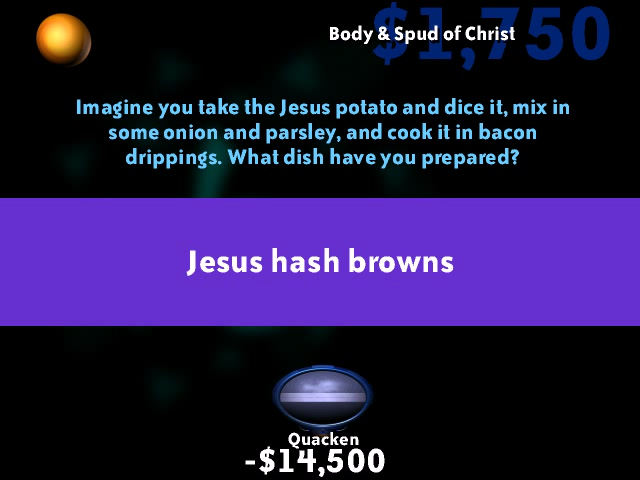 $1,750
Body & Spud of Christ
Imagine you take the Jesus potato and dice it, mix in
some onion and parsley, and cook it in bacon
drippings. What dish have you prepared?
Jesus hash browns
Quacken
-$14,500